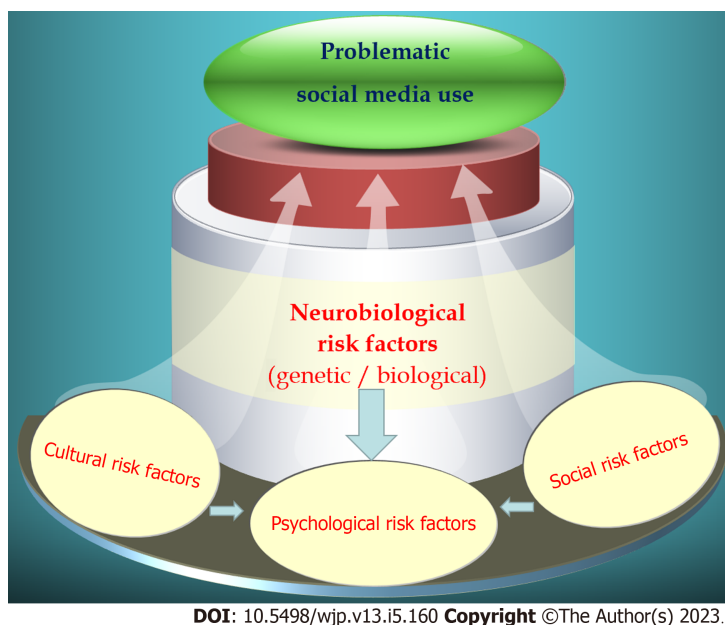 Problematic
social media use
Neurobiological
risk factors
(genetic / biological)
Cultural risk factors
Social risk factors
Psychological risk factors
DOI: 10.5498/wjp.v13.i5.160 Copyright ©The Author(s) 2023.